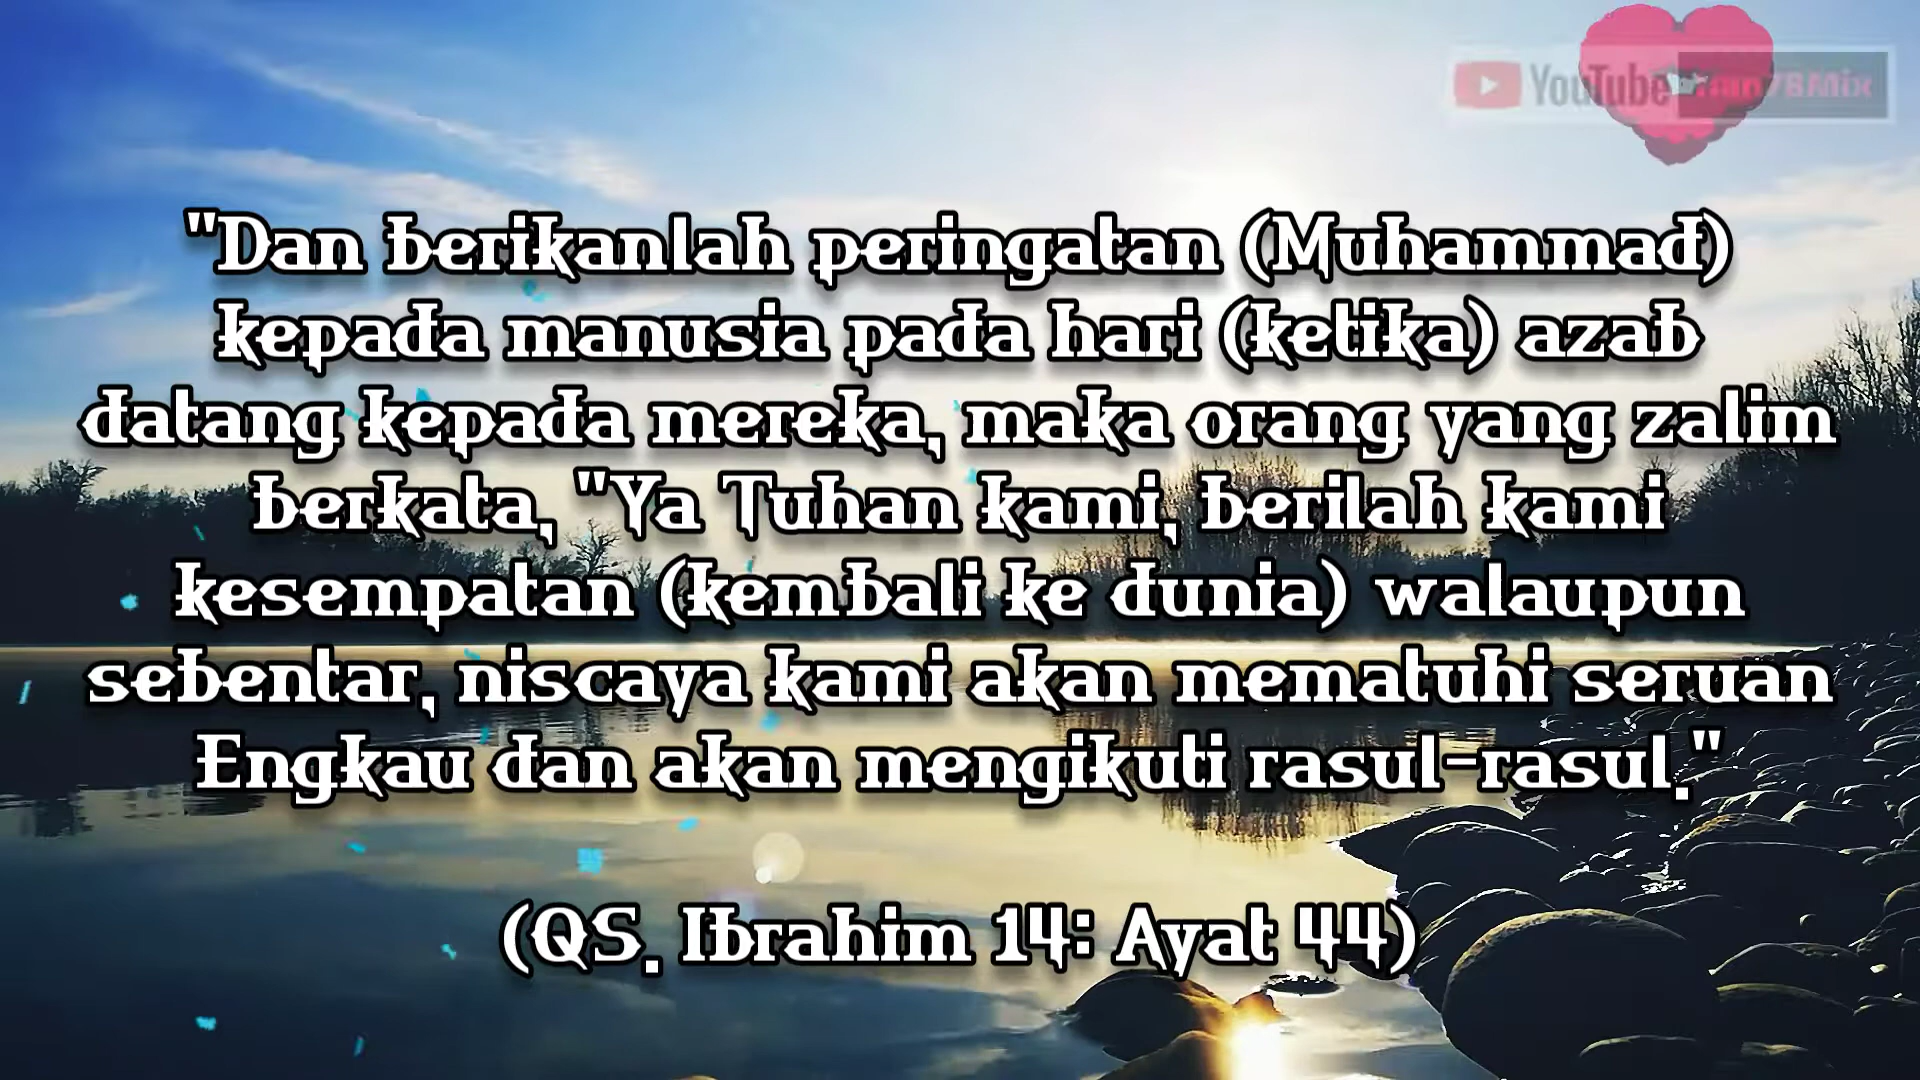 YouTube
"Dan berikanlah peringatan (Muhammad)
kepada manusia pada hari (ketika) azab
datang kepada mereka, maka orang yang zalim
berkata, "Ya Tuhan kami, berilah kami
kesempatan (kembali ke dunia) walaupun
sebentar, niscaya kami akan mematuhi seruan
Engkau dan akan mengikuti rasul-rasul."
(QS. Ibrahim 14: Ayat 44)